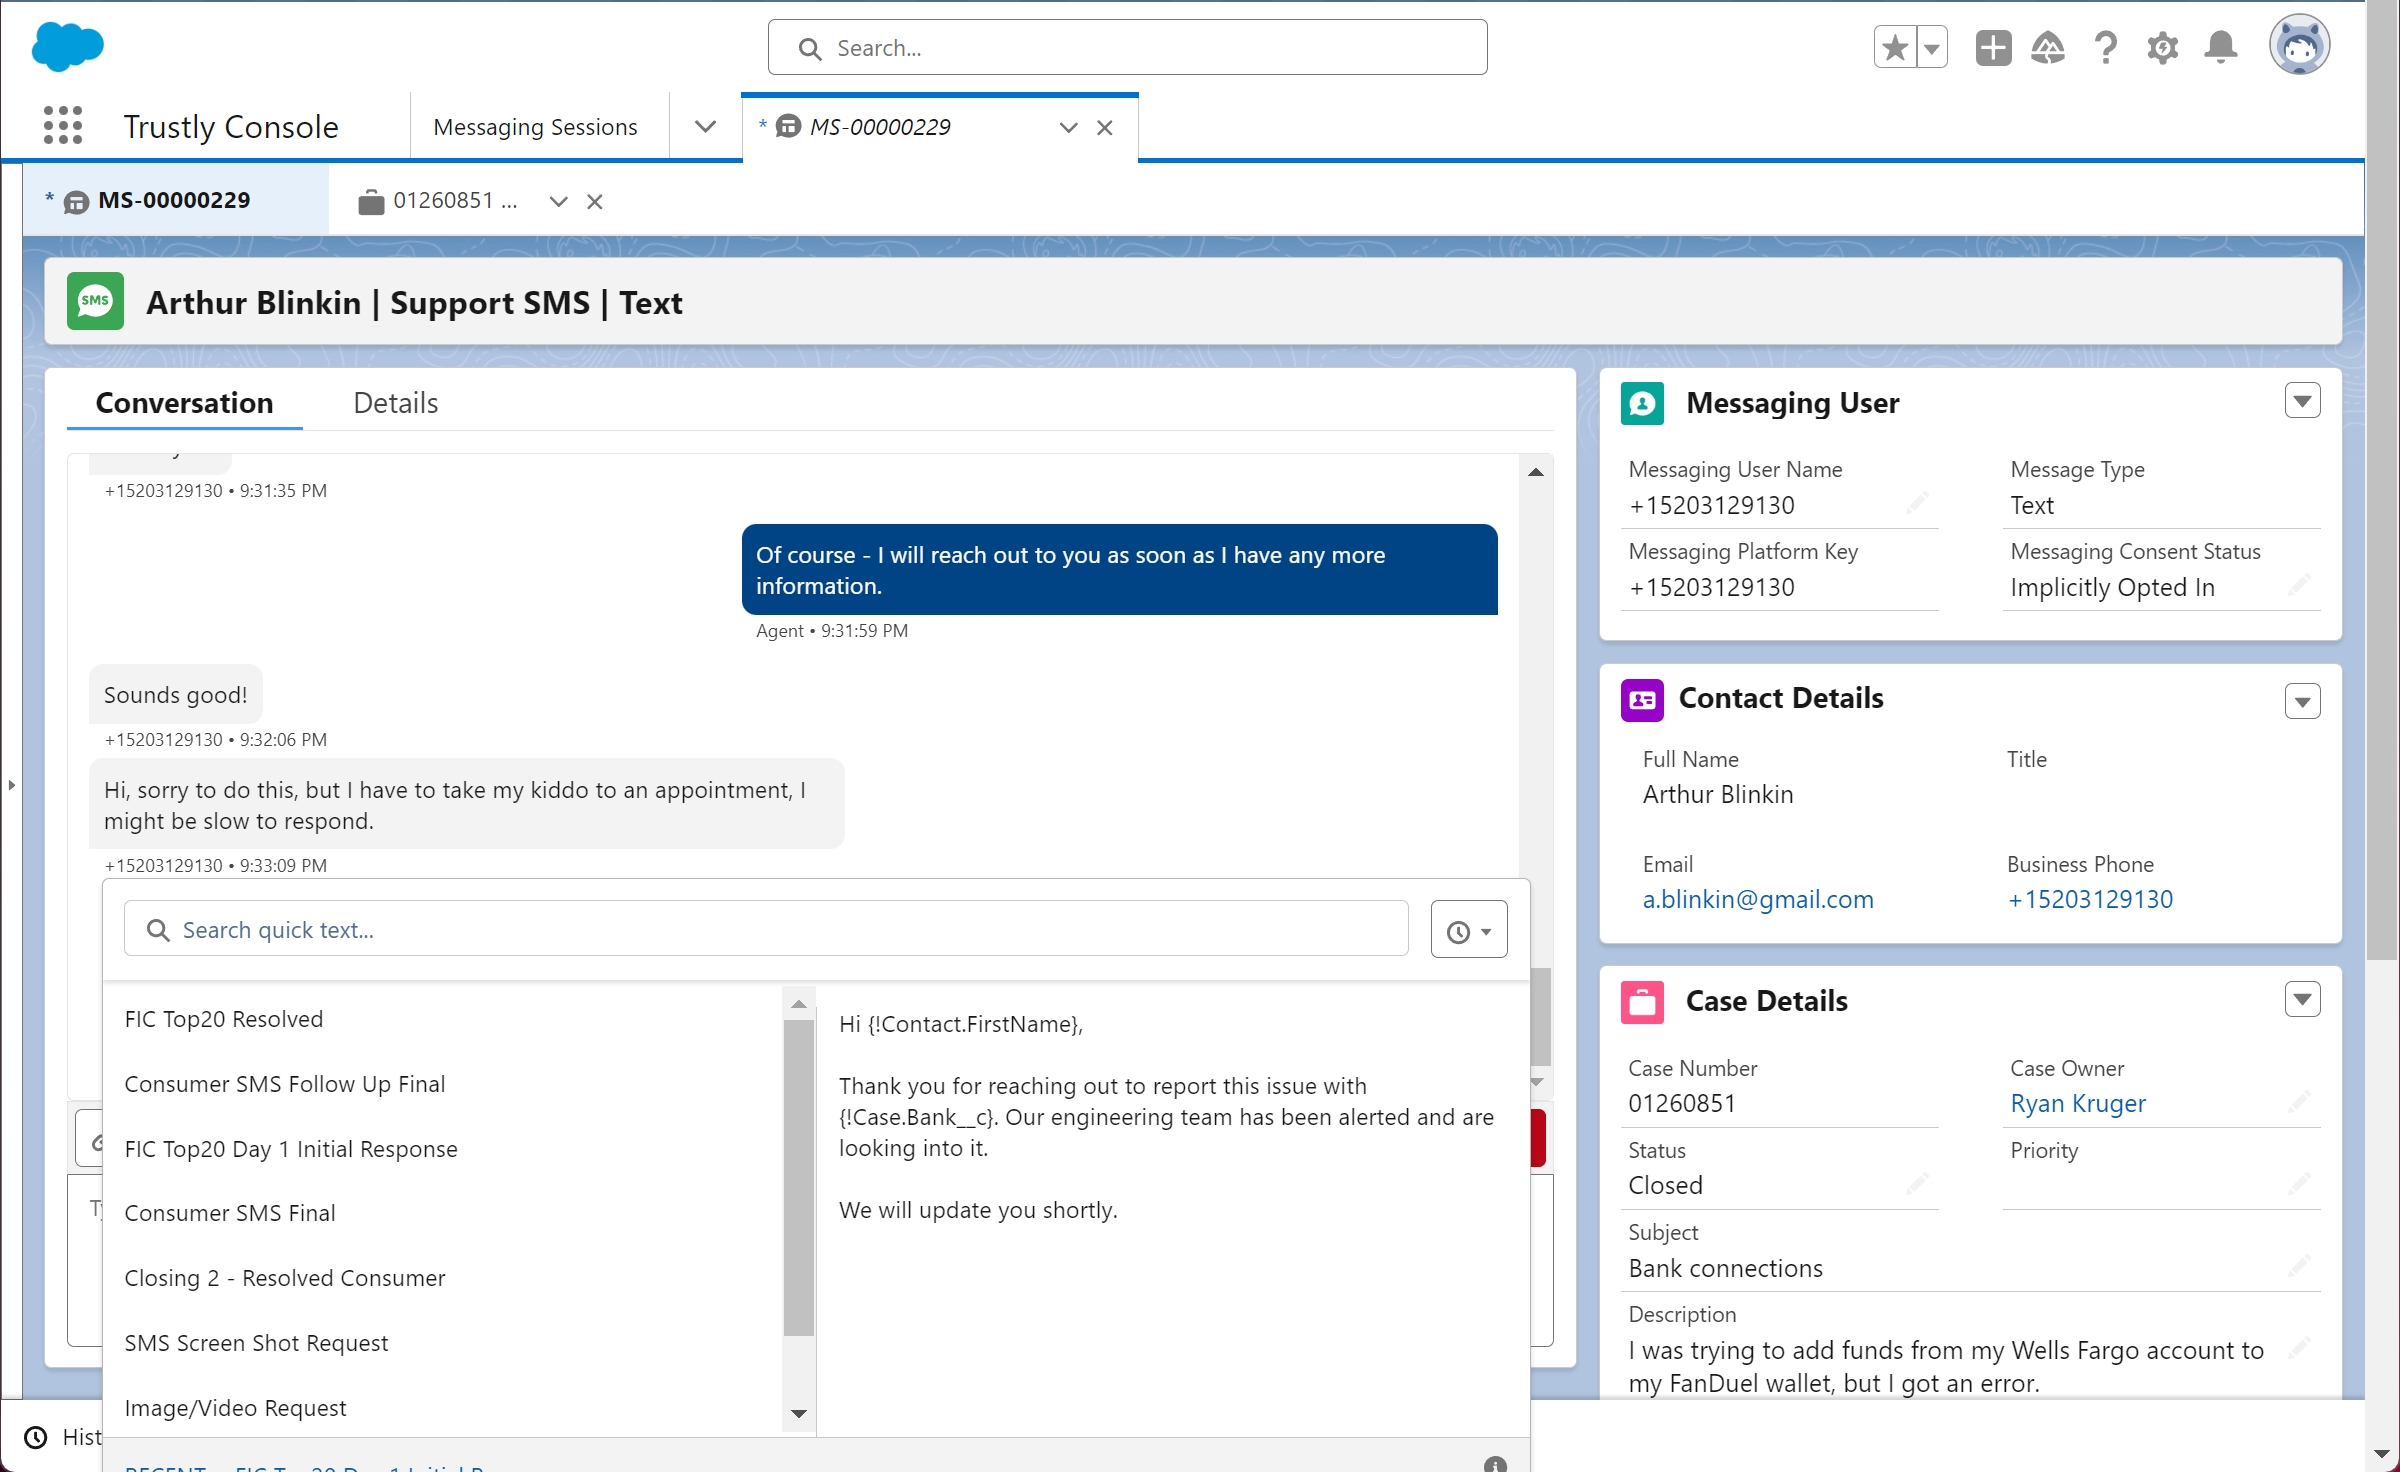 Search...
Trustly Console
Messaging Sessions
* MS-00000229
* MS-00000229
01260851 ...
SMS
Arthur Blinkin | Support SMS | Text
Conversation
Details
+15203129130 • 9:31:35 PM
Of course - I will reach out to you as soon as I have any more
information.
Agent • 9:31:59 PM
Sounds good!
+15203129130 • 9:32:06 PM
Hi, sorry to do this, but I have to take my kiddo to an appointment, I
might be slow to respond.
+15203129130 • 9:33:09 PM
Search quick text...
FIC Top20 Resolved
Consumer SMS Follow Up Final
FIC Top20 Day 1 Initial Response
Consumer SMS Final
Closing 2 - Resolved Consumer
SMS Screen Shot Request
Image/Video Request
Hi {!Contact.FirstName},
Thank you for reaching out to report this issue with
{!Case.Bank__c}. Our engineering team has been alerted and are
looking into it.
We will update you shortly.
Hist
Messaging User
Messaging User Name
+15203129130
Message Type
Text
Messaging Platform Key
+15203129130
Messaging Consent Status
Implicitly Opted In
Contact Details
Full Name
Arthur Blinkin
Title
Email
a.blinkin@gmail.com
Business Phone
+15203129130
Case Details
Case Number
01260851
Case Owner
Ryan Kruger
Status
Closed
Priority
Subject
Bank connections
Description
I was trying to add funds from my Wells Fargo account to
my FanDuel wallet, but I got an error.